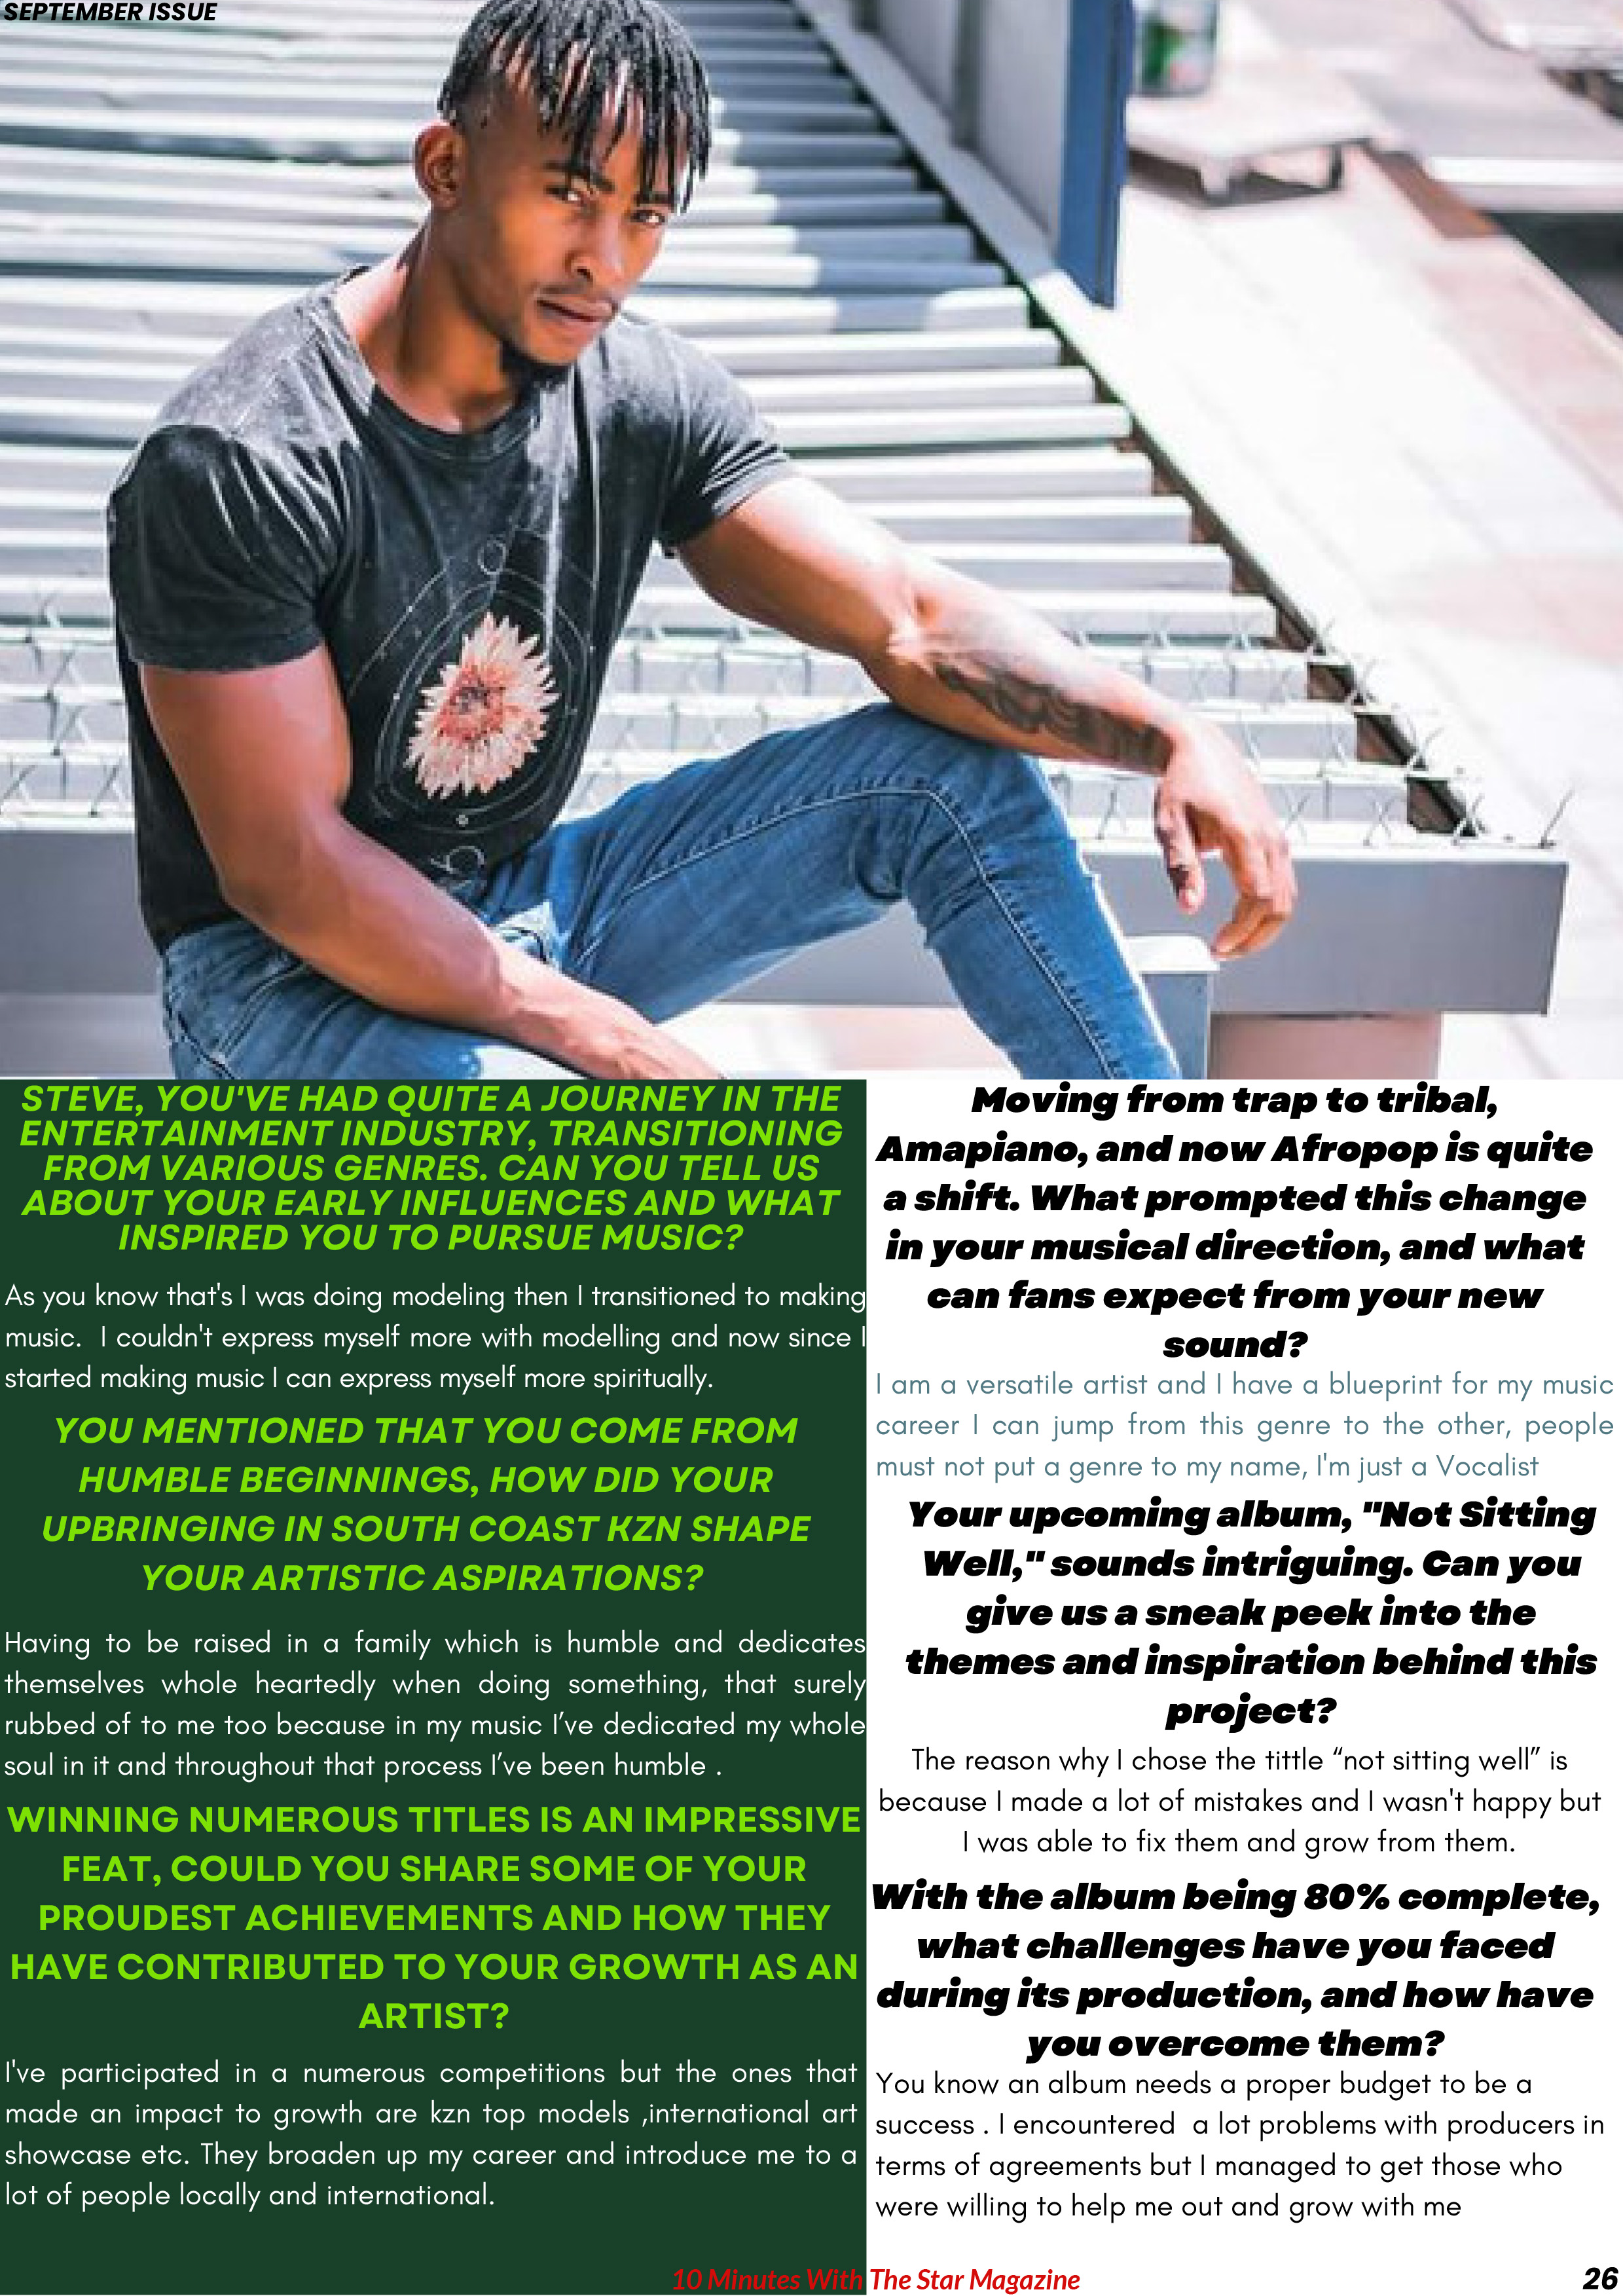 SEPTEMBER ISSUE
STEVE, YOU'VE HAD QUITE A JOURNEY IN THE
ENTERTAINMENT INDUSTRY, TRANSITIONING
FROM VARIOUS GENRES. CAN YOU TELL US
ABOUT YOUR EARLY INFLUENCES AND WHAT
INSPIRED YOU TO PURSUE MUSIC?
As you know that's I was doing modeling then I transitioned to making
music. I couldn't express myself more with modelling and now since I
started making music I can express myself more spiritually.
YOU MENTIONED THAT YOU COME FROM
HUMBLE BEGINNINGS, HOW DID YOUR
UPBRINGING IN SOUTH COAST KZN SHAPE
YOUR ARTISTIC ASPIRATIONS?
Having to be raised in a family which is humble and dedicates
themselves whole heartedly when doing something, that surely
rubbed of to me too because in my music I’ve dedicated my whole
soul in it and throughout that process I’ve been humble .
WINNING NUMEROUS TITLES IS AN IMPRESSIVE
FEAT, COULD YOU SHARE SOME OF YOUR
PROUDEST ACHIEVEMENTS AND HOW THEY
HAVE CONTRIBUTED TO YOUR GROWTH AS AN
ARTIST?
I've participated in a numerous competitions but the ones that
made an impact to growth are kzn top models ,international art
showcase etc. They broaden up my career and introduce me to a
lot of people locally and international.
Moving from trap to tribal,
Amapiano, and now Afropop is quite
a shift. What prompted this change
in your musical direction, and what
can fans expect from your new
sound?
I am a versatile artist and I have a blueprint for my music
career I can jump from this genre to the other, people
must not put a genre to my name, I'm just a Vocalist
Your upcoming album, "Not Sitting
Well," sounds intriguing. Can you
give us a sneak peek into the
themes and inspiration behind this
project?
The reason why I chose the tittle “not sitting well” is
because I made a lot of mistakes and I wasn't happy but
I was able to fix them and grow from them.
With the album being 80% complete,
what challenges have you faced
during its production, and how have
you overcome them?
You know an album needs a proper budget to be a
success . I encountered a lot problems with producers in
terms of agreements but I managed to get those who
were willing to help me out and grow with me
10 Minutes With The Star Magazine
26